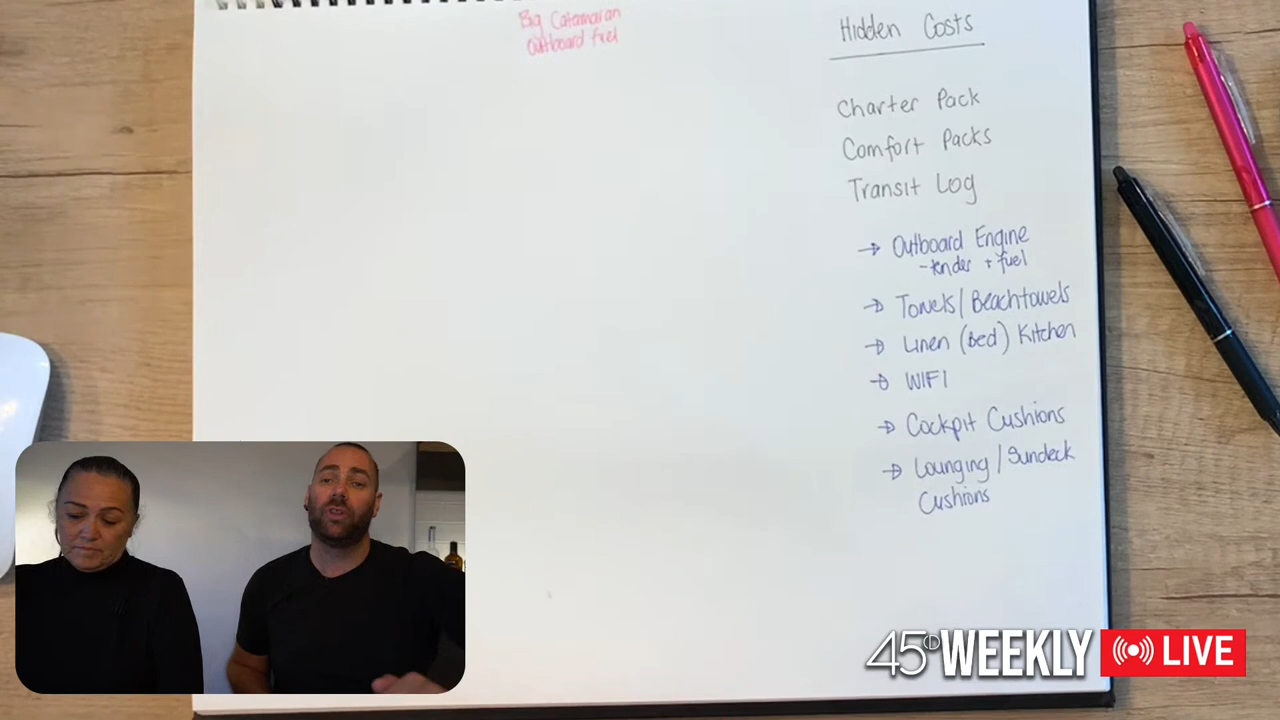 Big Catamaran
Outboard fuel
Hidden Costs
Charter Pack
Comfort Packs
Transit Log
→ Outboard Engine
- tender + fuel
→ Towels/Beachtowels
→ Linen (Bed) Kitchen
→ WIFI
→ Cockpit Cushions
→ Lounging/Sundeck
Cushions
45° WEEKLY LIVE